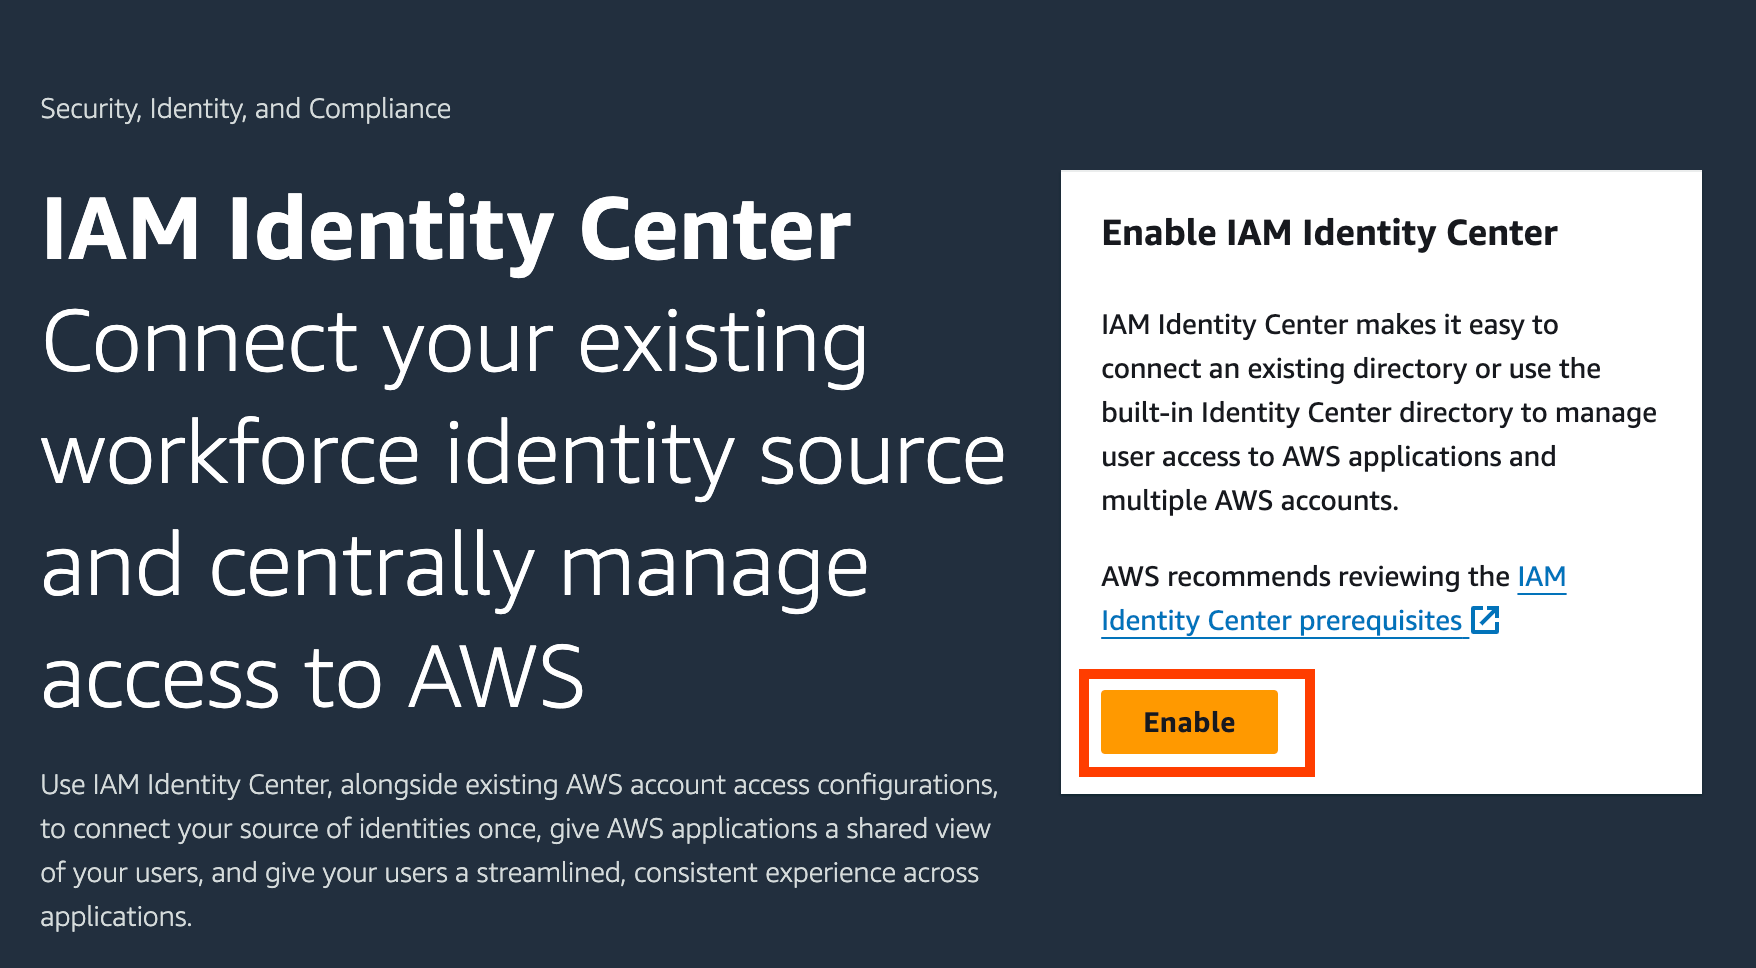 Security, Identity, and Compliance
IAM Identity Center
Connect your existing
workforce identity source
and centrally manage
access to AWS
Use IAM Identity Center, alongside existing AWS account access configurations,
to connect your source of identities once, give AWS applications a shared view
of your users, and give your users a streamlined, consistent experience across
applications.
Enable IAM Identity Center
IAM Identity Center makes it easy to
connect an existing directory or use the
built-in Identity Center directory to manage
user access to AWS applications and
multiple AWS accounts.
AWS recommends reviewing the IAM
Identity Center prerequisites
Enable